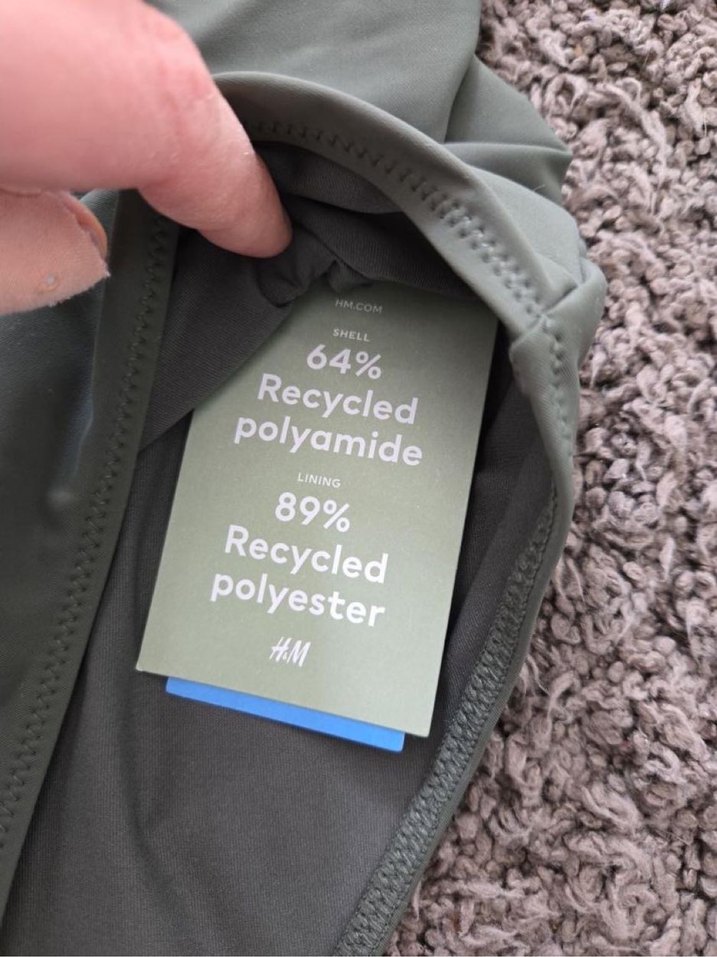 HM.COM
SHELL
64%
Recycled
polyamide
LINING
89%
Recycled
polyester
H&M